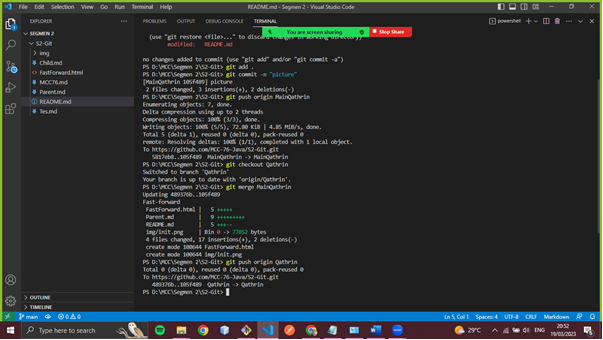 File Edit Selection View Go Run Terminal Help
README.md - Segmen 2 - Visual Studio Code
EXPLORER
SEGMEN 2
S2-Git
img
Child.md
FastForward.html
MCC76.md
Parent.md
README.md
Tes.md
OUTLINE
TIMELINE
PROBLEMS OUTPUT DEBUG CONSOLE TERMINAL
powershell
You are screen sharing Stop Share
(use "git restore <file>..." to discard changes in working directory)
modified: README.md
no changes added to commit (use "git add" and/or "git commit -a")
PS D:\MCC\Segmen 2\S2-Git> git add .
PS D:\MCC\Segmen 2\S2-Git> git commit -m "picture"
[MainQathrin 105f489] picture
2 files changed, 3 insertions(+), 2 deletions(-)
PS D:\MCC\Segmen 2\S2-Git> git push origin MainQathrin
Enumerating objects: 7, done.
Delta compression using up to 2 threads
Compressing objects: 100% (3/3), done.
Writing objects: 100% (5/5), 72.80 KiB | 4.85 MiB/s, done.
Total 5 (delta 1), reused 0 (delta 0), pack-reused 0
remote: Resolving deltas: 100% (1/1), completed with 1 local object.
To https://github.com/MCC-76-Java/S2-Git.git
5817eb8..105f489 MainQathrin -> MainQathrin
PS D:\MCC\Segmen 2\S2-Git> git checkout Qathrin
Switched to branch 'Qathrin'
Your branch is up to date with 'origin/Qathrin'.
PS D:\MCC\Segmen 2\S2-Git> git merge MainQathrin
Updating 489376b..105f489
Fast-forward
FastForward.html | 5 +++++
Parent.md | 9 +++++++++
README.md | 5 +++--
img/init.png | Bin 0 -> 77052 bytes
4 files changed, 17 insertions(+), 2 deletions(-)
create mode 100644 FastForward.html
create mode 100644 img/init.png
PS D:\MCC\Segmen 2\S2-Git> git push origin Qathrin
Total 0 (delta 0), reused 0 (delta 0), pack-reused 0
To https://github.com/MCC-76-Java/S2-Git.git
489376b..105f489 Qathrin -> Qathrin
PS D:\MCC\Segmen 2\S2-Git>
main 0 0 0 Ln 5, Col 1 Spaces: 4 UTF-8 CRLF Markdown
Type here to search
29°C ENG 20:52
19/03/2023